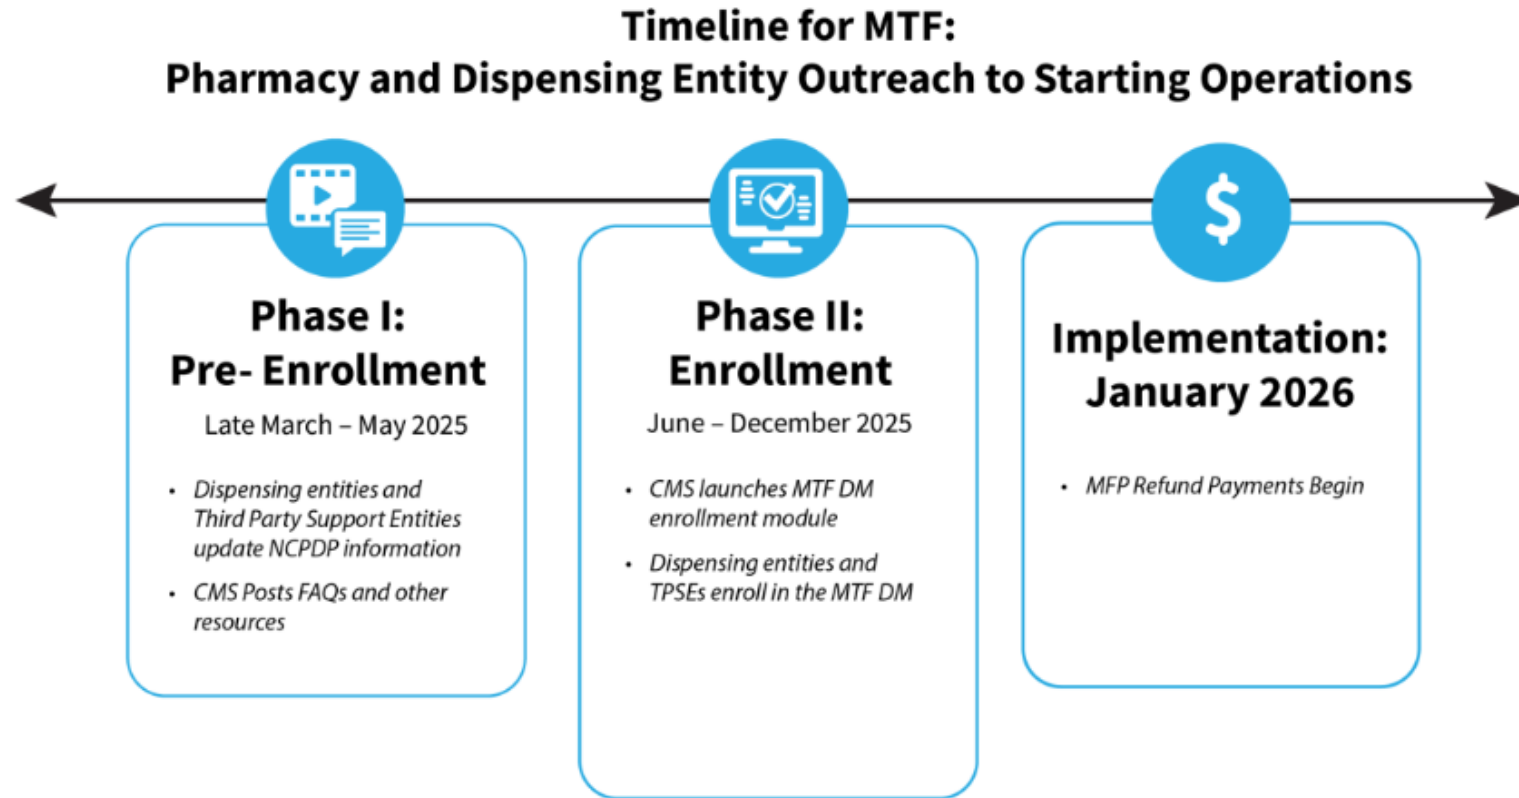 Timeline for MTF:
Pharmacy and Dispensing Entity Outreach to Starting Operations
Phase I:
Pre- Enrollment
Late March – May 2025
• Dispensing entities and
Third Party Support Entities
update NCPDP information
• CMS Posts FAQs and other
resources
Phase II:
Enrollment
June – December 2025
• CMS launches MTF DM
enrollment module
• Dispensing entities and
TPSEs enroll in the MTF DM
$
Implementation:
January 2026
• MFP Refund Payments Begin